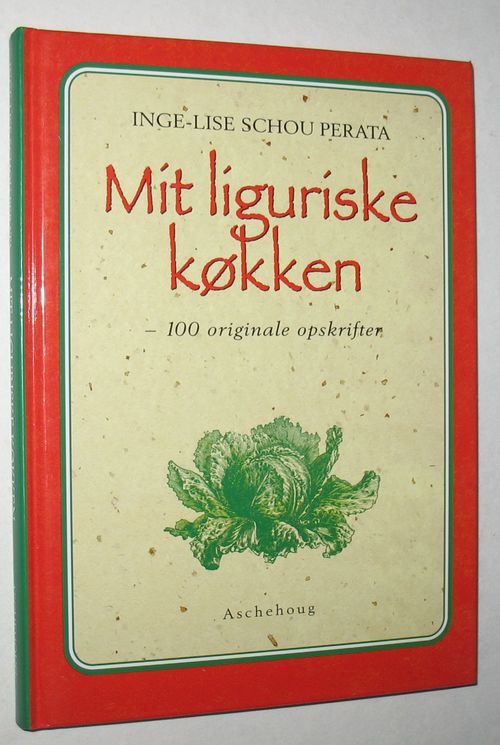 INGE-LISE SCHOU PERATA
Mit liguriske
køkken
– 100 originale opskrifter
Aschehoug